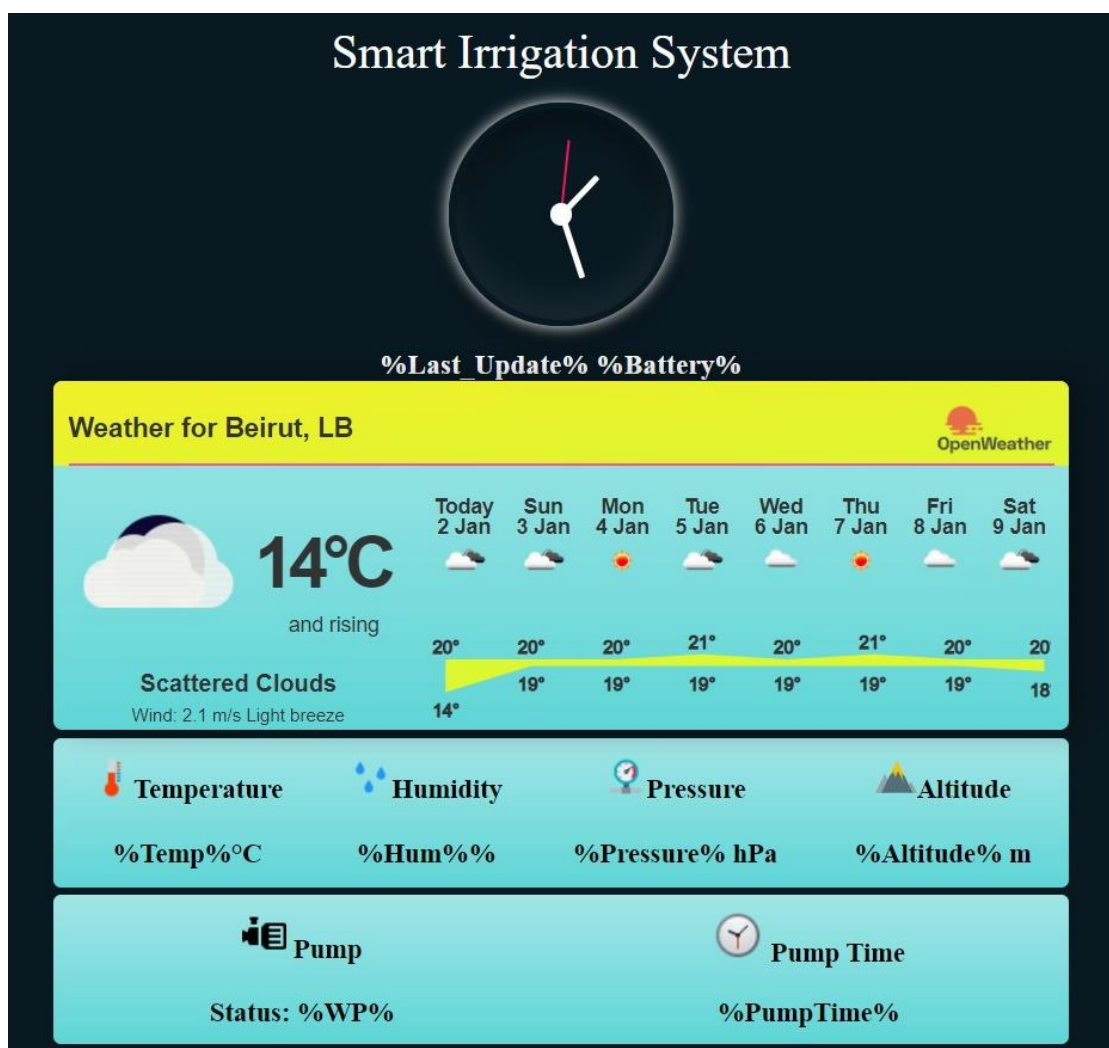 Smart Irrigation System
%Last_Update% %Battery%
Weather for Beirut, LB
OpenWeather
14°C
and rising
Scattered Clouds
Wind: 2.1 m/s Light breeze
Today Sun Mon Tue Wed Thu Fri Sat
2 Jan 3 Jan 4 Jan 5 Jan 6 Jan 7 Jan 8 Jan 9 Jan
20° 20° 20° 21° 20° 21° 20° 20
14° 19° 19° 19° 19° 19° 19° 18
Temperature Humidity Pressure Altitude
%Temp%°C %Hum%% %Pressure% hPa %Altitude% m
Pump Pump Time
Status: %WP% %PumpTime%